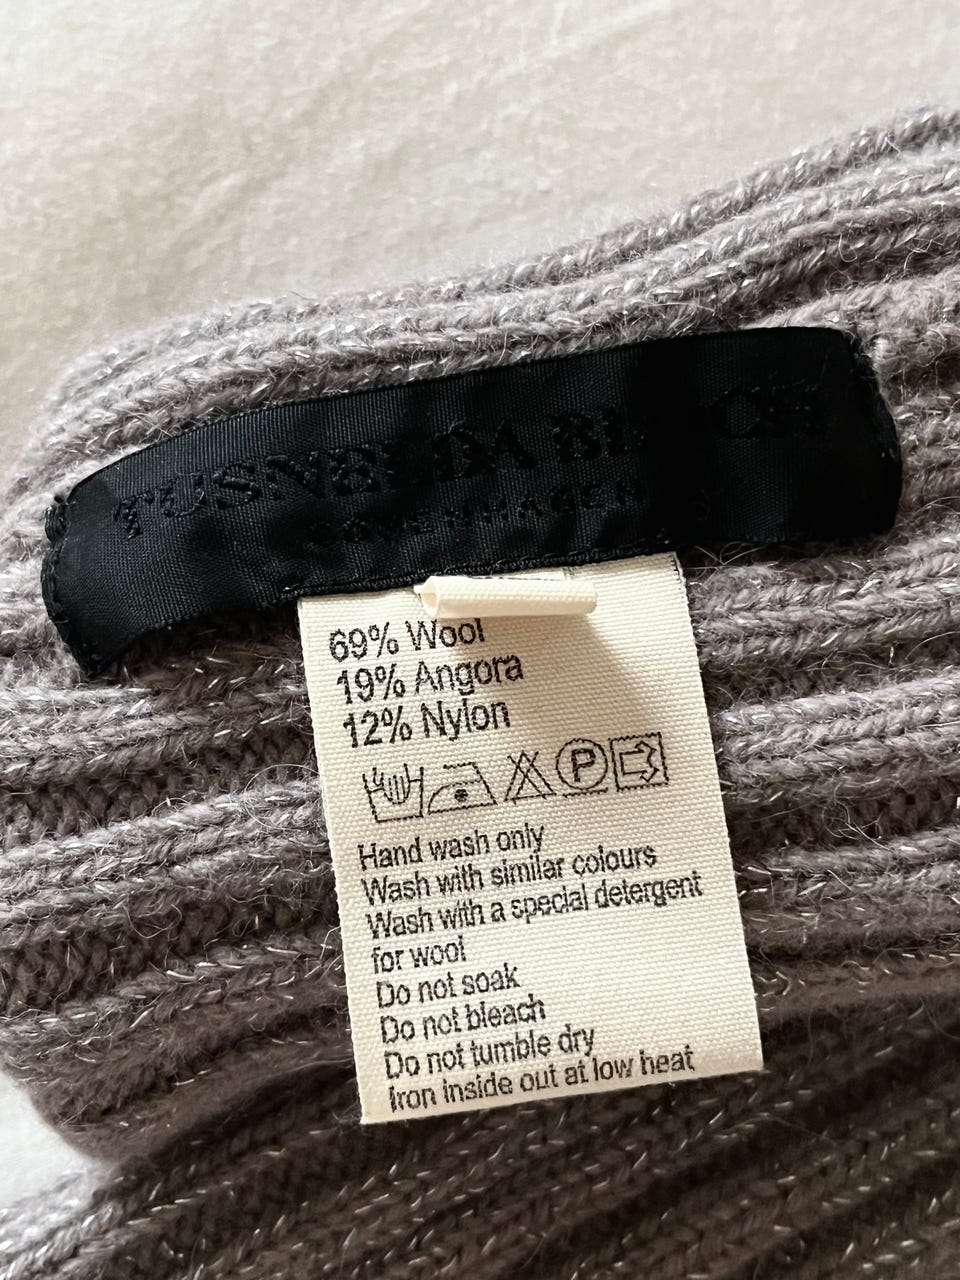 TUSNELDA
COPENHAGEN
69% Wool
19% Angora
12% Nylon
P
Hand wash only
Wash with similar colours
Wash with a special detergent
for wool
Do not soak
Do not bleach
Do not tumble dry
Iron inside out at low heat